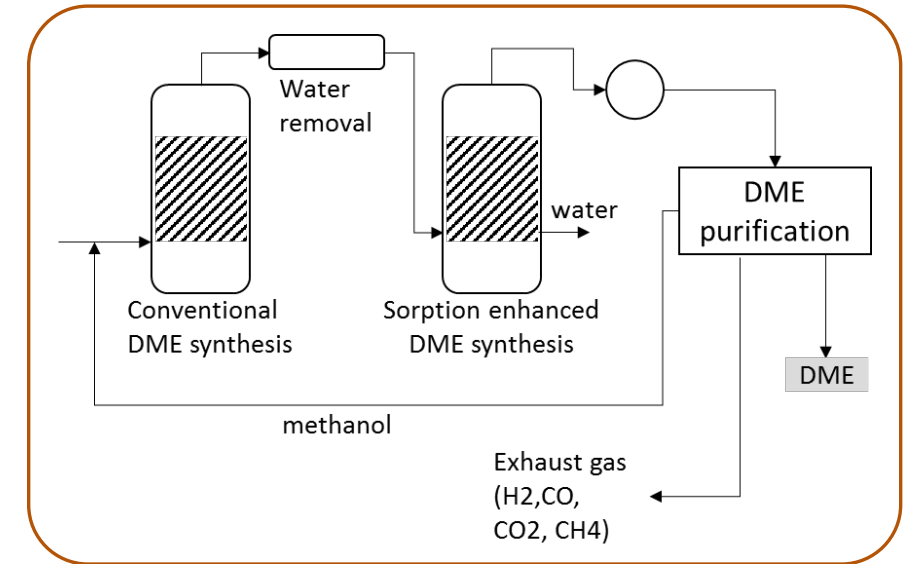 Water
removal
water
DME
purification
Conventional
DME synthesis
Sorption enhanced
DME synthesis
DME
methanol
Exhaust gas
(H2,CO,
CO2, CH4)